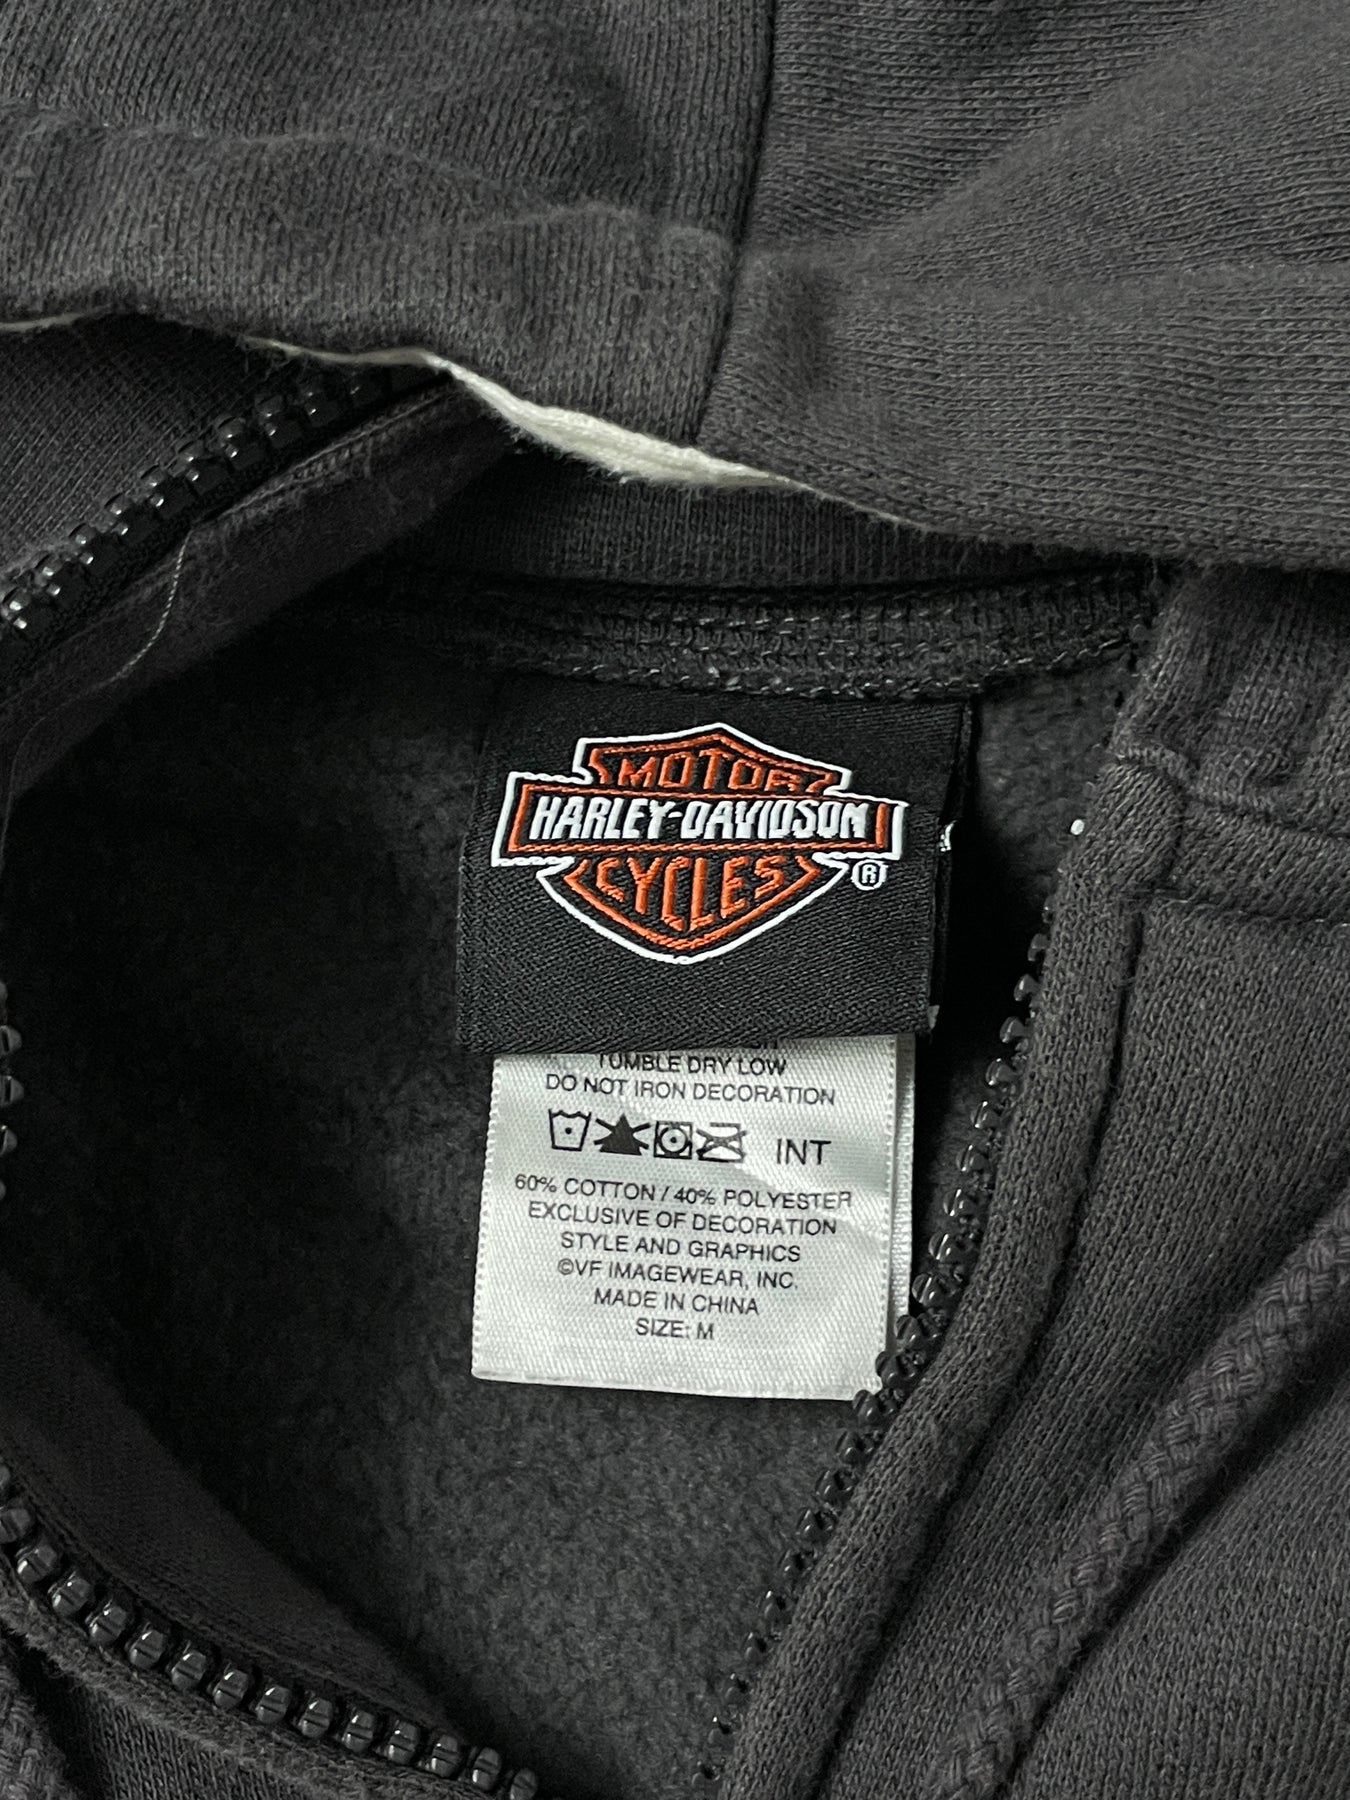 MOTOR
HARLEY-DAVIDSON
CYCLES
®
TUMBLE DRY LOW
DO NOT IRON DECORATION
INT
60% COTTON / 40% POLYESTER
EXCLUSIVE OF DECORATION
STYLE AND GRAPHICS
©VF IMAGEWEAR, INC.
MADE IN CHINA
SIZE: M